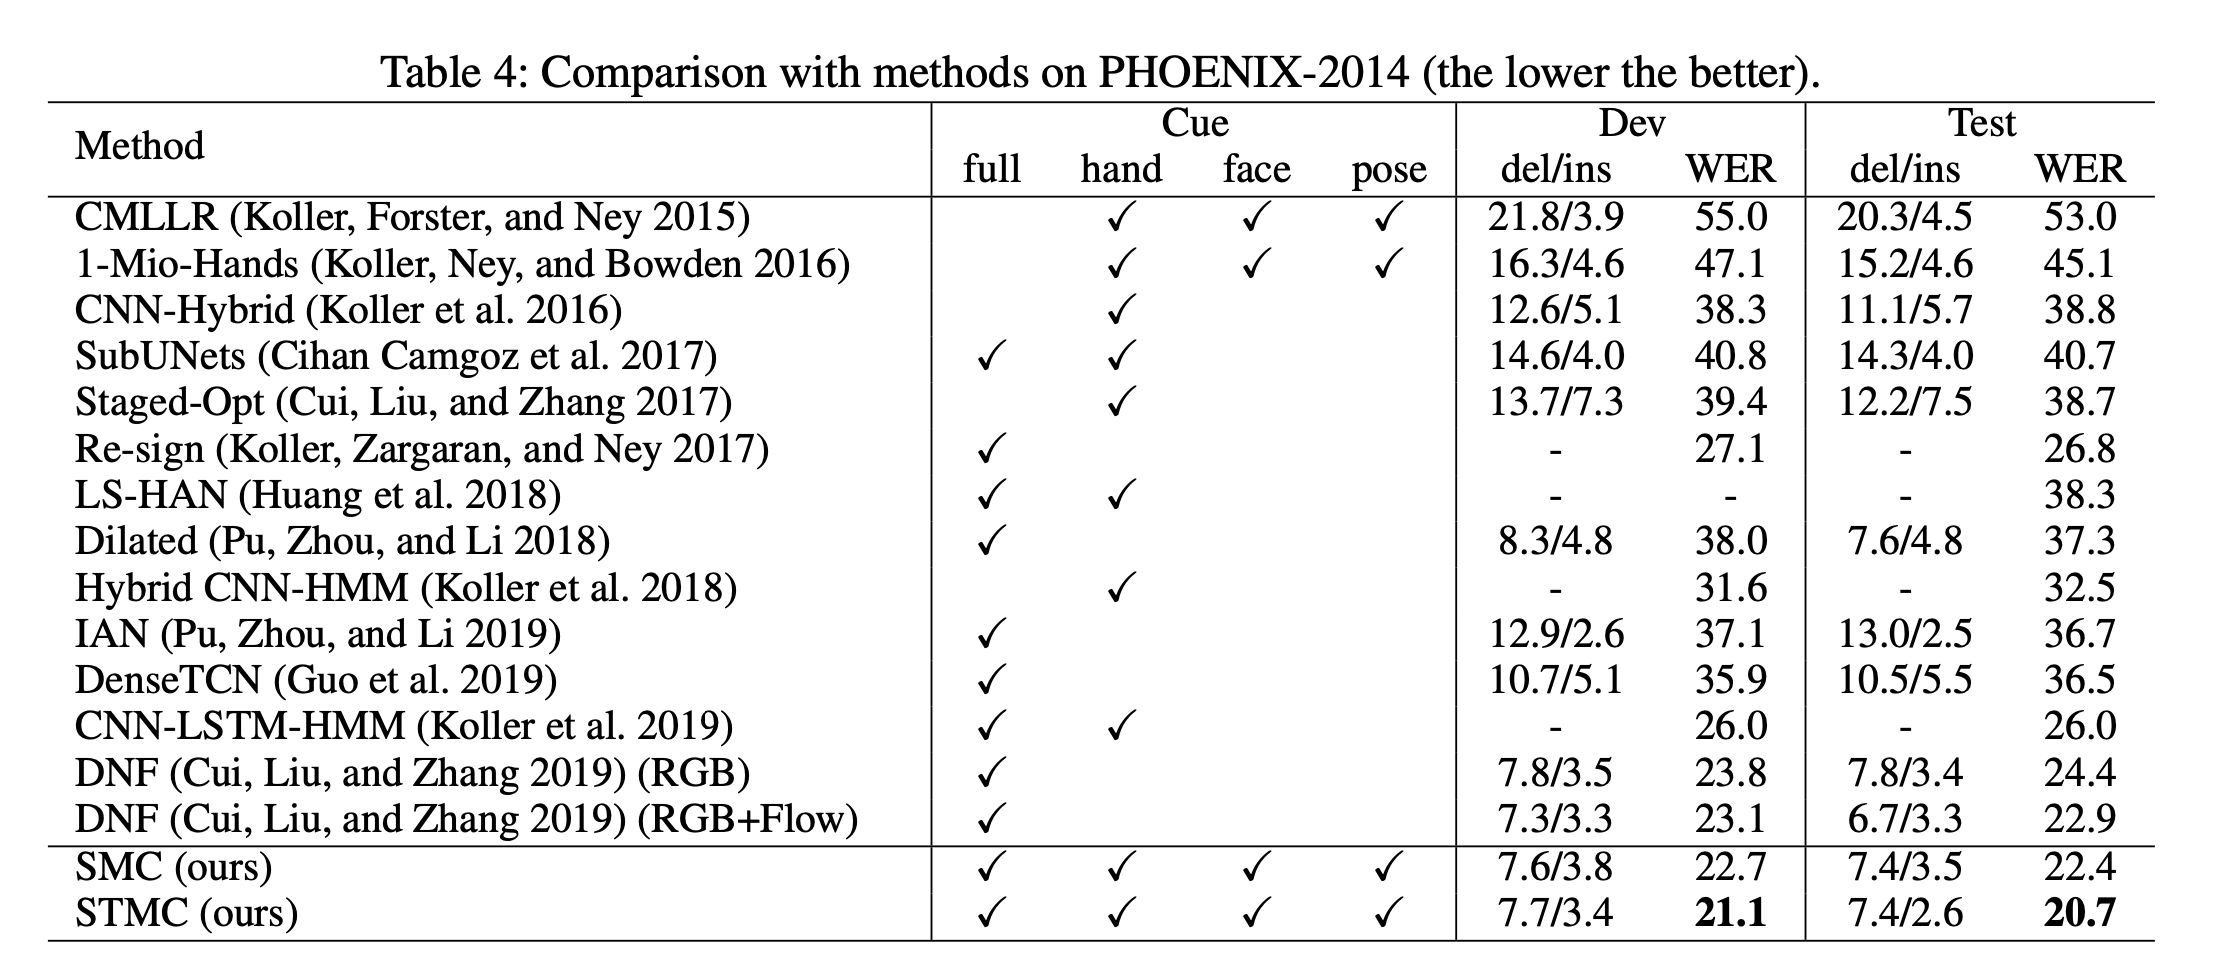 Table 4: Comparison with methods on PHOENIX-2014 (the lower the better).
Method Cue Dev Test
full hand face pose del/ins WER del/ins WER
CMLLR (Koller, Forster, and Ney 2015) ✓ ✓ ✓ 21.8/3.9 55.0 20.3/4.5 53.0
1-Mio-Hands (Koller, Ney, and Bowden 2016) ✓ ✓ ✓ 16.3/4.6 47.1 15.2/4.6 45.1
CNN-Hybrid (Koller et al. 2016) ✓ 12.6/5.1 38.3 11.1/5.7 38.8
SubUNets (Cihan Camgoz et al. 2017) ✓ ✓ 14.6/4.0 40.8 14.3/4.0 40.7
Staged-Opt (Cui, Liu, and Zhang 2017) ✓ 13.7/7.3 39.4 12.2/7.5 38.7
Re-sign (Koller, Zargaran, and Ney 2017) ✓ - 27.1 - 26.8
LS-HAN (Huang et al. 2018) ✓ ✓ - - - 38.3
Dilated (Pu, Zhou, and Li 2018) ✓ 8.3/4.8 38.0 7.6/4.8 37.3
Hybrid CNN-HMM (Koller et al. 2018) ✓ - 31.6 - 32.5
IAN (Pu, Zhou, and Li 2019) ✓ 12.9/2.6 37.1 13.0/2.5 36.7
DenseTCN (Guo et al. 2019) ✓ 10.7/5.1 35.9 10.5/5.5 36.5
CNN-LSTM-HMM (Koller et al. 2019) ✓ ✓ - 26.0 - 26.0
DNF (Cui, Liu, and Zhang 2019) (RGB) ✓ 7.8/3.5 23.8 7.8/3.4 24.4
DNF (Cui, Liu, and Zhang 2019) (RGB+Flow) ✓ 7.3/3.3 23.1 6.7/3.3 22.9
SMC (ours) ✓ ✓ ✓ ✓ 7.6/3.8 22.7 7.4/3.5 22.4
STMC (ours) ✓ ✓ ✓ ✓ 7.7/3.4 21.1 7.4/2.6 20.7